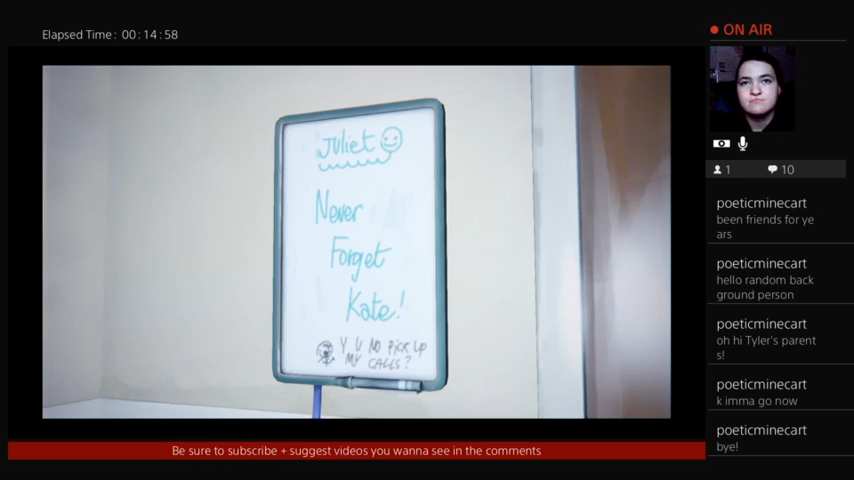 Elapsed Time: 00:14:58
ON AIR
Juliet
Never
Forget
Kate!
Y U NO PICK UP
MY CALLS?
1
10
poeticminecart
been friends for ye
ars
poeticminecart
hello random back
ground person
poeticminecart
oh hi Tyler's parent
s!
poeticminecart
k imma go now
poeticminecart
bye!
Be sure to subscribe + suggest videos you wanna see in the comments